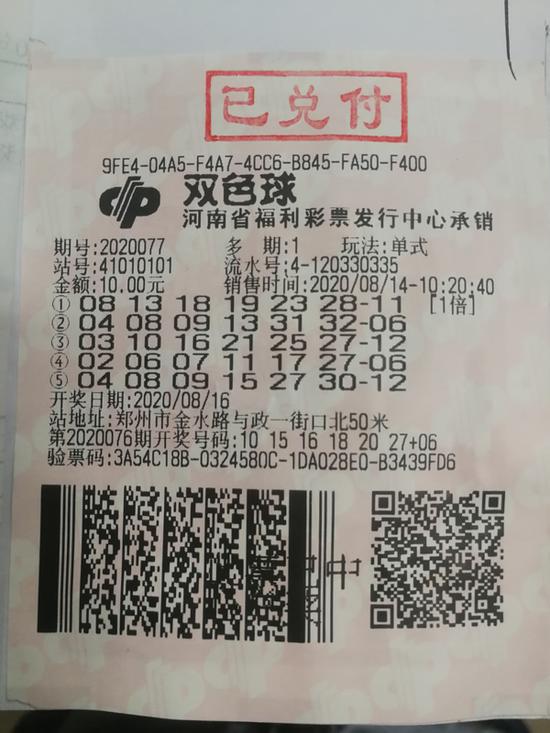 已兑付
9FE4-04A5-F4A7-4CC6-B845-FA50-F400
双色球
河南省福利彩票发行中心承销
期号:2020077 多 期:1 玩法:单式
站号:41010101 流水号:4-120330335
金额:10.00元 销售时间:2020/08/14-10:20:40
① 08 13 18 19 23 28-11 [1倍]
② 04 08 09 13 31 32-06
③ 03 10 16 21 25 27-12
④ 02 06 07 11 17 27-06
⑤ 04 08 09 15 27 30-12
开奖日期:2020/08/16
站地址:郑州市金水路与政一街口北50米
第2020076期开奖号码:10 15 16 18 20 27+06
验票码:3A54C18B-0324580C-1DA028E0-B3439FD6